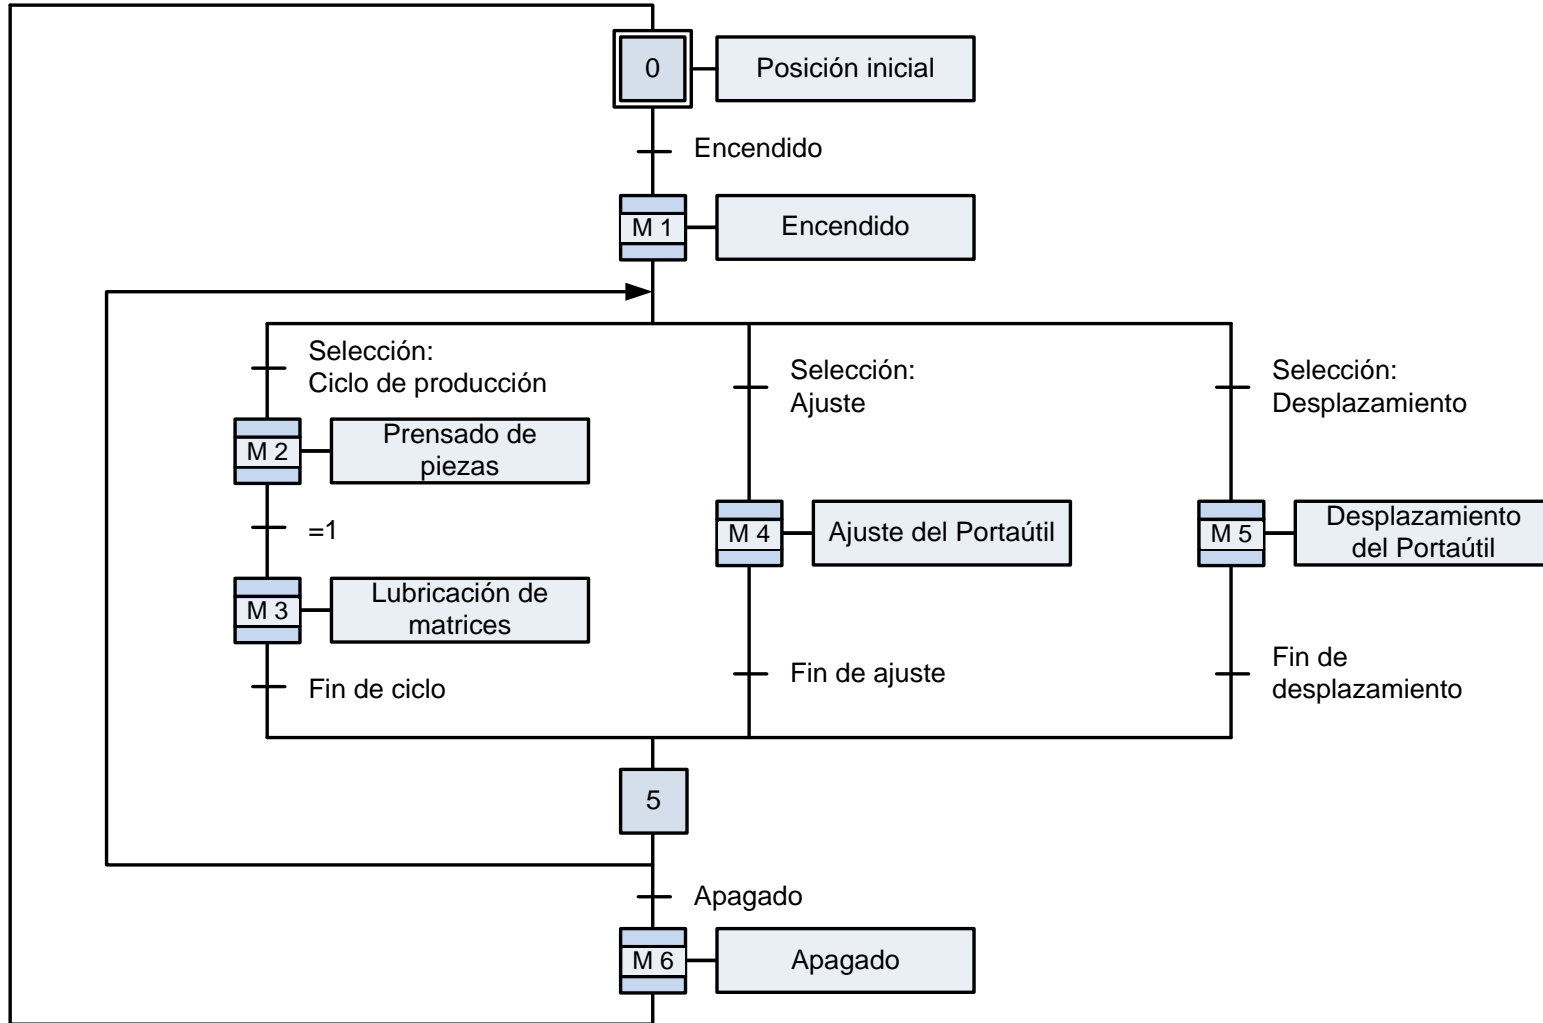 0
Posición inicial
Encendido
M 1
Encendido
Selección:
Ciclo de producción
Selección:
Ajuste
Selección:
Desplazamiento
M 2
Prensado de
piezas
=1
M 4
Ajuste del Portaútil
M 5
Desplazamiento
del Portaútil
M 3
Lubricación de
matrices
Fin de ciclo
Fin de ajuste
Fin de
desplazamiento
5
Apagado
M 6
Apagado